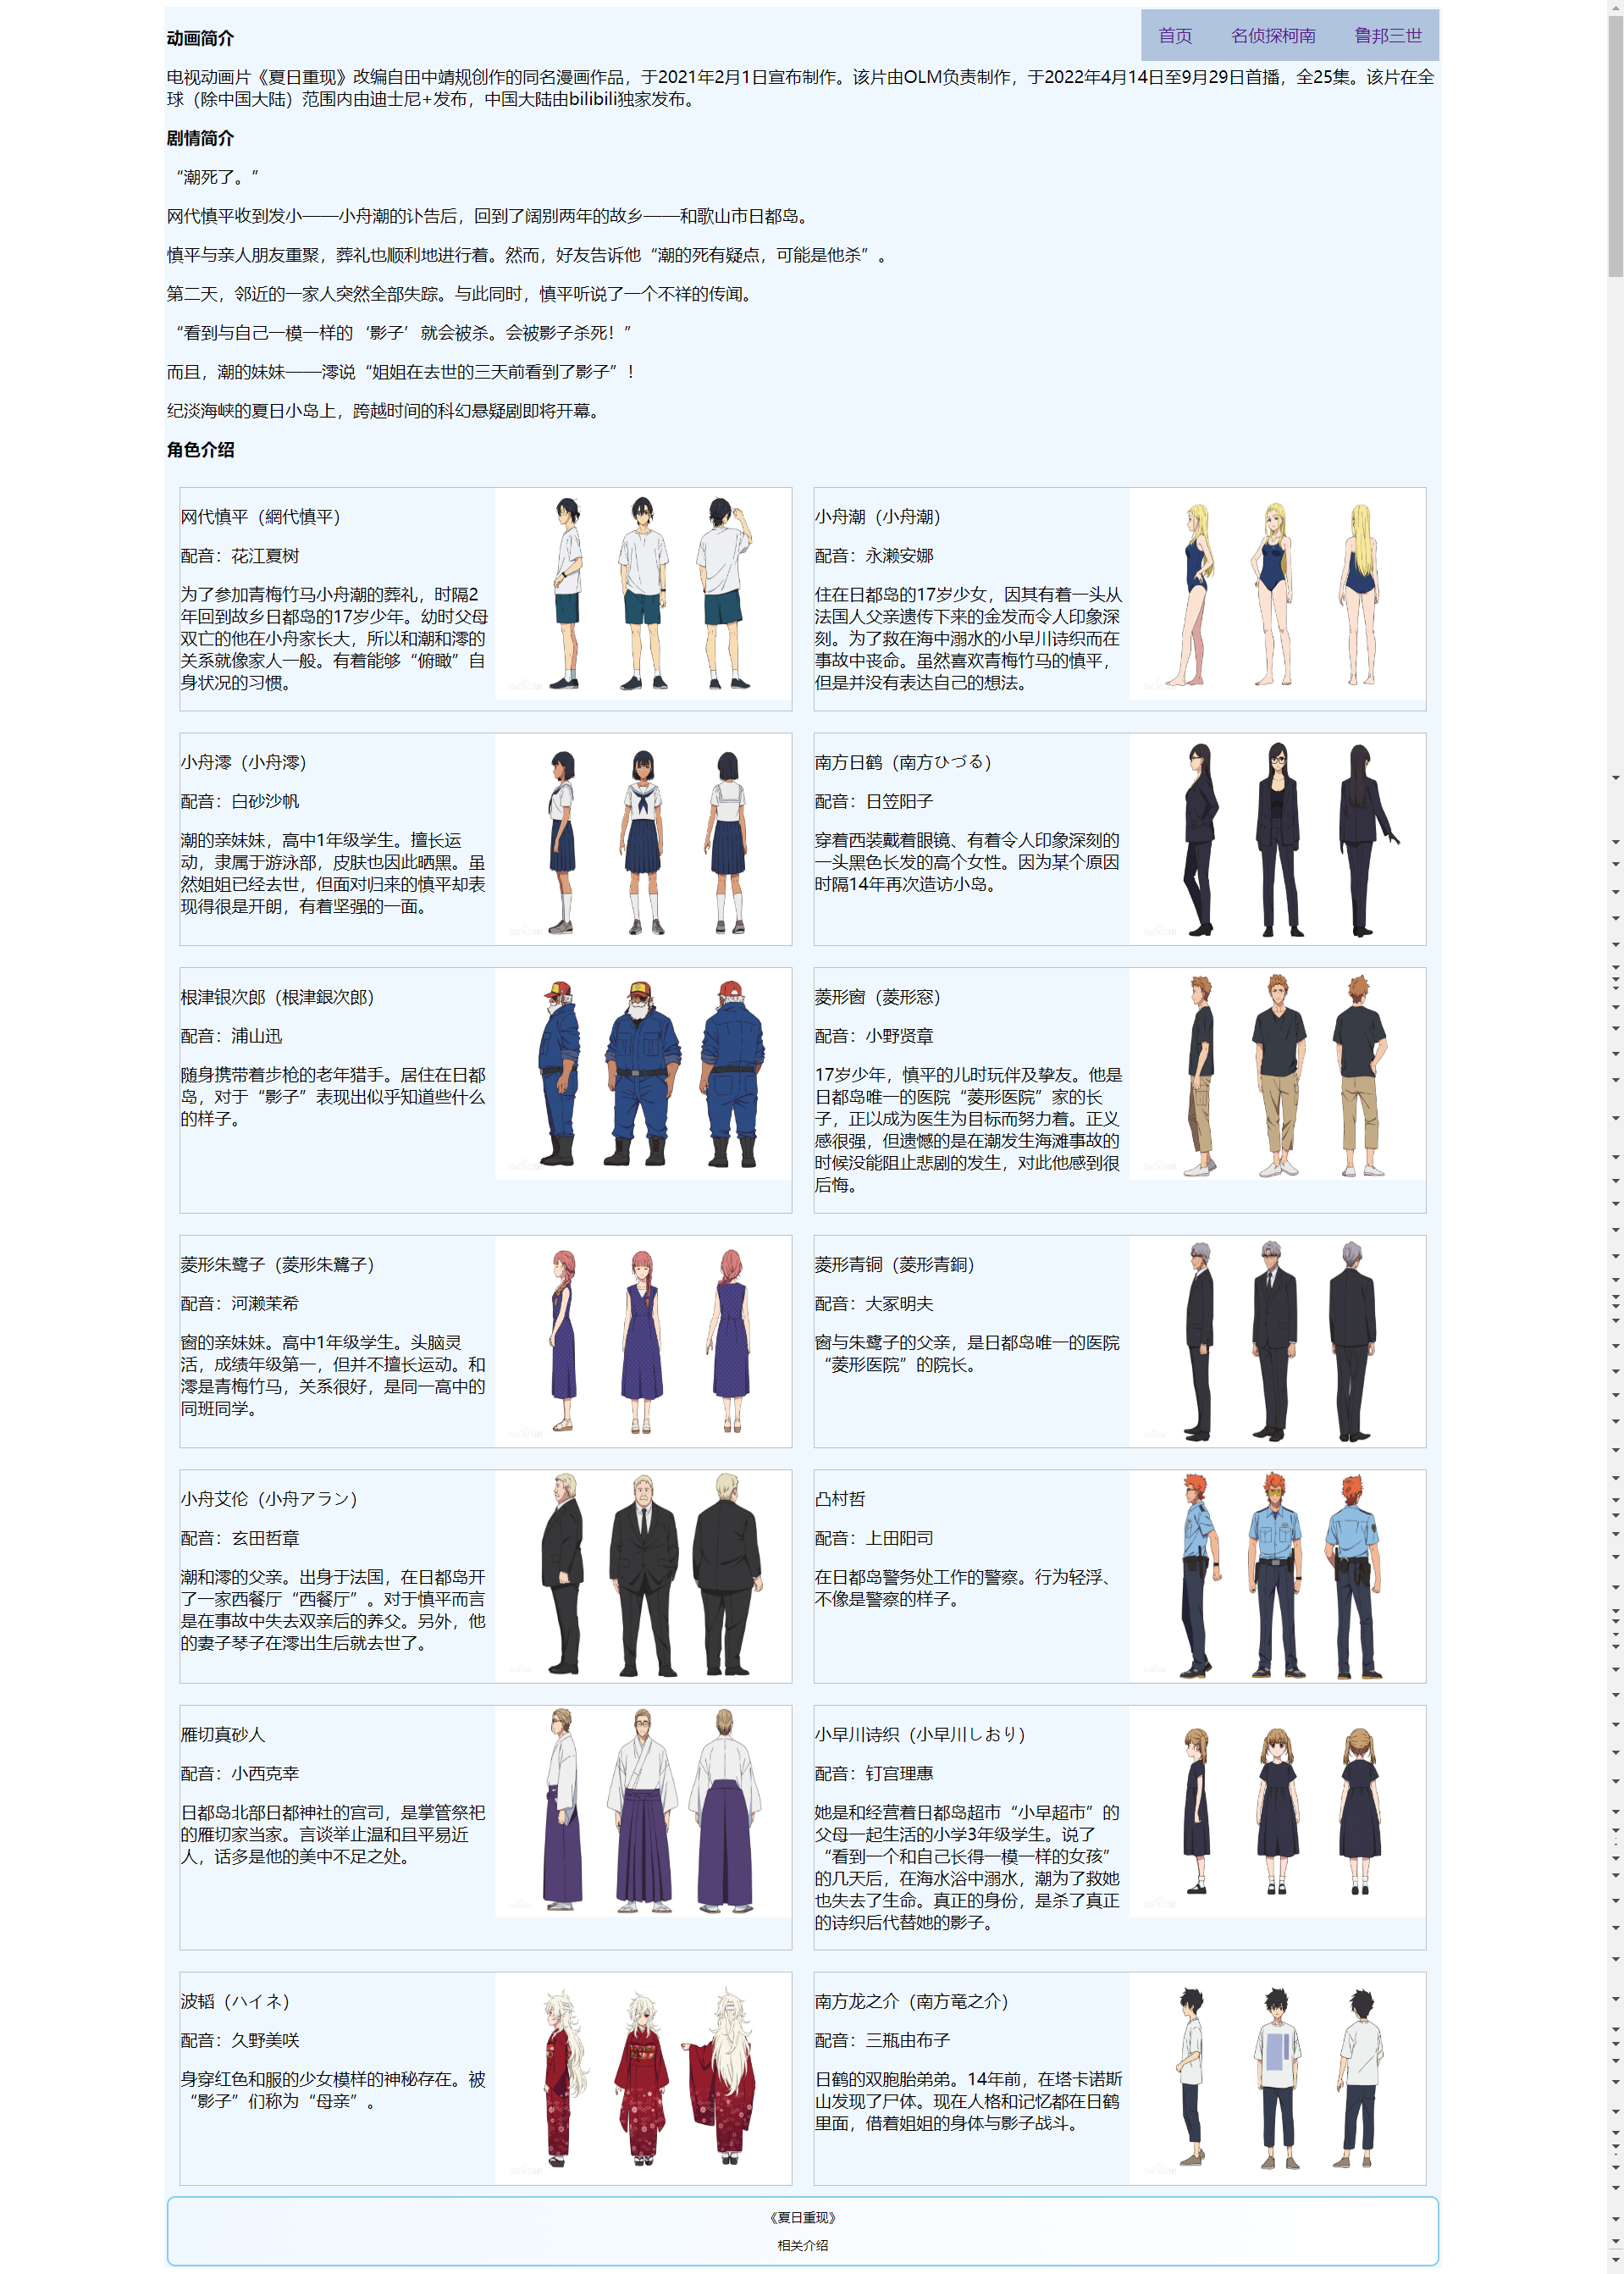 动画简介
首页 名侦探柯南 鲁邦三世
电视动画片《夏日重现》改编自田中靖规创作的同名漫画作品，于2021年2月1日宣布制作。该片由OLM负责制作，于2022年4月14日至9月29日首播，全25集。该片在全
球（除中国大陆）范围内由迪士尼+发布，中国大陆由bilibili独家发布。
剧情简介
“潮死了。”
网代慎平收到发小——小舟潮的讣告后，回到了阔别两年的故乡——和歌山市日都岛。
慎平与亲人朋友重聚，葬礼也顺利地进行着。然而，好友告诉他“潮的死有疑点，可能是他杀”。
第二天，邻近的一家人突然全部失踪。与此同时，慎平听说了一个不祥的传闻。
“看到与自己一模一样的‘影子’就会被杀。会被影子杀死！”
而且，潮的妹妹——澪说“姐姐在去世的三天前看到了影子”！
纪淡海峡的夏日小岛上，跨越时间的科幻悬疑剧即将开幕。
角色介绍
网代慎平（網代慎平）
配音：花江夏树
为了参加青梅竹马小舟潮的葬礼，时隔2
年回到故乡日都岛的17岁少年。幼时父母
双亡的他在小舟家长大，所以和潮和澪的
关系就像家人一般。有着能够“俯瞰”自
身状况的习惯。
小舟潮（小舟潮）
配音：永濑安娜
住在日都岛的17岁少女，因其有着一头从
法国人父亲遗传下来的金发而令人印象深
刻。为了救在海中溺水的小早川诗织而在
事故中丧命。虽然喜欢青梅竹马的慎平，
但是并没有表达自己的想法。
小舟澪（小舟澪）
配音：白砂沙帆
潮的亲妹妹，高中1年级学生。擅长运
动，隶属于游泳部，皮肤也因此晒黑。虽
然姐姐已经去世，但面对归来的慎平却表
现得很是开朗，有着坚强的一面。
南方日鹤（南方ひづる）
配音：日笠阳子
穿着西装戴着眼镜、有着令人印象深刻的
一头黑色长发的高个女性。因为某个原因
时隔14年再次造访小岛。
根津银次郎（根津銀次郎）
配音：浦山迅
随身携带着步枪的老年猎手。居住在日都
岛，对于“影子”表现出似乎知道些什么
的样子。
菱形窗（菱形窓）
配音：小野贤章
17岁少年，慎平的儿时玩伴及挚友。他是
日都岛唯一的医院“菱形医院”家的长
子，正以成为医生为目标而努力着。正义
感很强，但遗憾的是在潮发生海滩事故的
时候没能阻止悲剧的发生，对此他感到很
后悔。
菱形朱鹭子（菱形朱鷺子）
配音：河濑茉希
窗的亲妹妹。高中1年级学生。头脑灵
活，成绩年级第一，但并不擅长运动。和
澪是青梅竹马，关系很好，是同一高中的
同班同学。
菱形青铜（菱形青銅）
配音：大冢明夫
窗与朱鹭子的父亲，是日都岛唯一的医院
“菱形医院”的院长。
小舟艾伦（小舟アラン）
配音：玄田哲章
潮和澪的父亲。出身于法国，在日都岛开
了一家西餐厅“西餐厅”。对于慎平而言
是在事故中失去双亲后的养父。另外，他
的妻子琴子在澪出生后就去世了。
凸村哲
配音：上田阳司
在日都岛警务处工作的警察。行为轻浮、
不像是警察的样子。
雁切真砂人
配音：小西克幸
日都岛北部日都神社的宫司，是掌管祭祀
的雁切家当家。言谈举止温和且平易近
人，话多是他的美中不足之处。
小早川诗织（小早川しおり）
配音：钉宫理惠
她是和经营着日都岛超市“小早超市”的
父母一起生活的小学3年级学生。说了
“看到一个和自己长得一模一样的女孩”
的几天后，在海水浴中溺水，潮为了救她
也失去了生命。真正的身份，是杀了真正
的诗织后代替她的影子。
波韬（ハイネ）
配音：久野美咲
身穿红色和服的少女模样的神秘存在。被
“影子”们称为“母亲”。
南方龙之介（南方竜之介）
配音：三瓶由布子
日鹤的双胞胎弟弟。14年前，在塔卡诺斯
山发现了尸体。现在人格和记忆都在日鹤
里面，借着姐姐的身体与影子战斗。
《夏日重现》
相关介绍